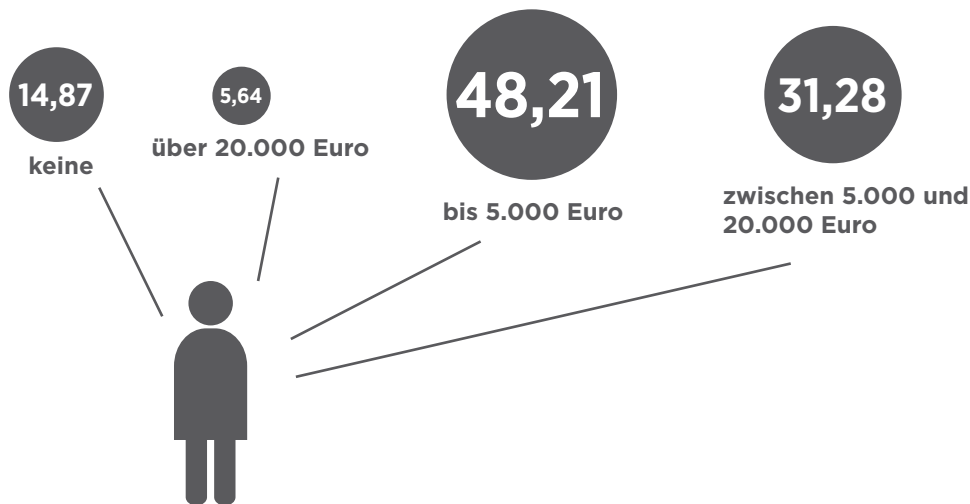 14,87
keine
5,64
über 20.000 Euro
48,21
bis 5.000 Euro
31,28
zwischen 5.000 und
20.000 Euro